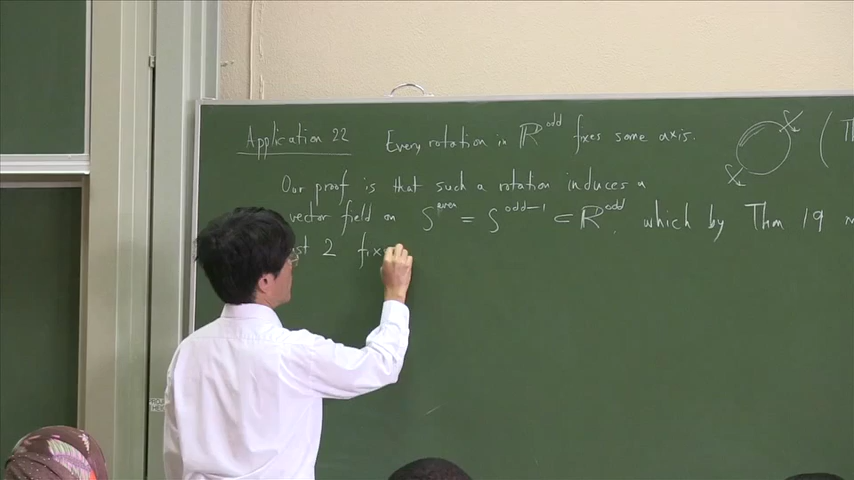 Application 22 Every rotation in ℝ^odd fixes some axis. (
Our proof is that such a rotation induces a
vector field on S^even = S^odd-1 ⊂ ℝ^odd, which by Thm 19
2 fix